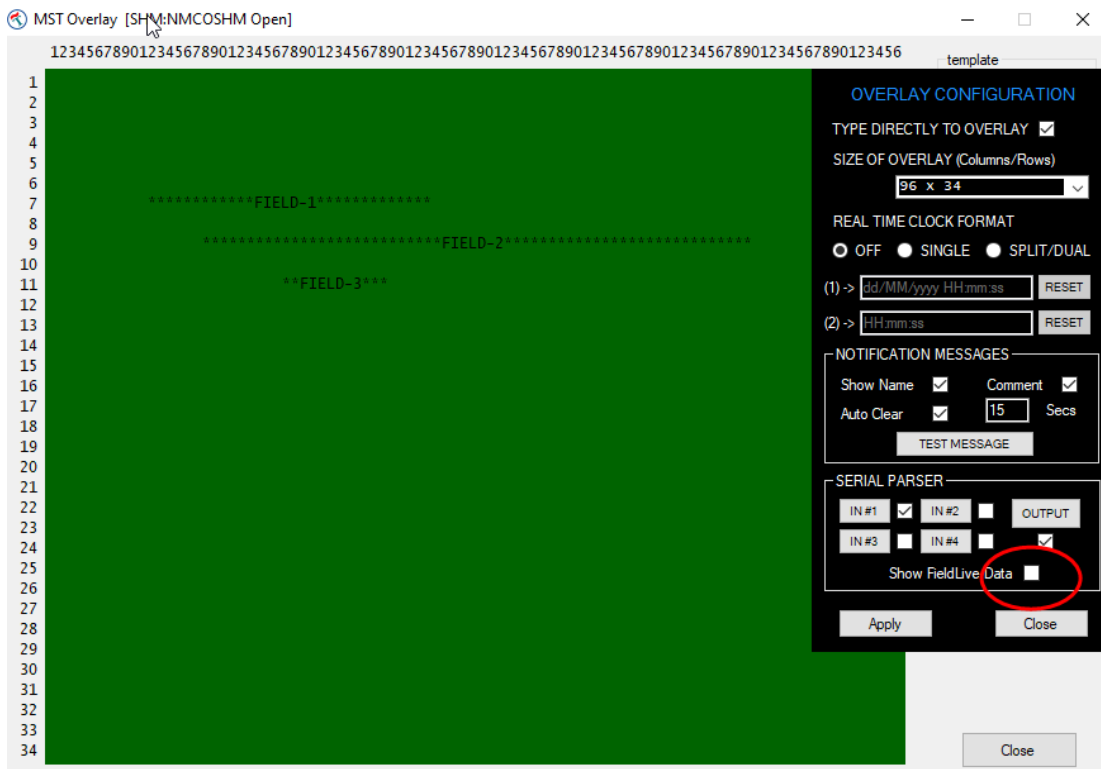 MST Overlay [SHM:NMCOSHM Open]
123456789012345678901234567890123456789012345678901234567890123456789012345678901234567890123456
template
1
2
3
4
5
6
7 ************FIELD-1*************
8
9 ***************************FIELD-2****************************
10
11 **FIELD-3***
12
13
14
15
16
17
18
19
20
21
22
23
24
25
26
27
28
29
30
31
32
33
34
OVERLAY CONFIGURATION
TYPE DIRECTLY TO OVERLAY
SIZE OF OVERLAY (Columns/Rows)
96 x 34
REAL TIME CLOCK FORMAT
OFF SINGLE SPLIT/DUAL
(1) -> dd/MM/yyyy HH:mm:ss RESET
(2) -> HH:mm:ss RESET
NOTIFICATION MESSAGES
Show Name Comment
Auto Clear 15 Secs
TEST MESSAGE
SERIAL PARSER
IN #1 IN #2 OUTPUT
IN #3 IN #4
Show FieldLive Data
Apply Close
Close